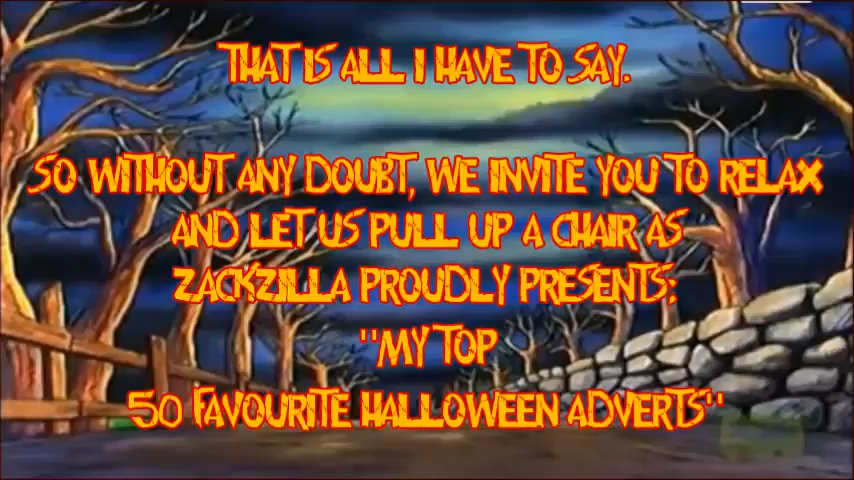 THAT IS ALL I HAVE TO SAY.
SO WITHOUT ANY DOUBT, WE INVITE YOU TO RELAX
AND LET US PULL UP A CHAIR AS
ZACKZILLA PROUDLY PRESENTS:
"MY TOP
50 FAVOURITE HALLOWEEN ADVERTS"